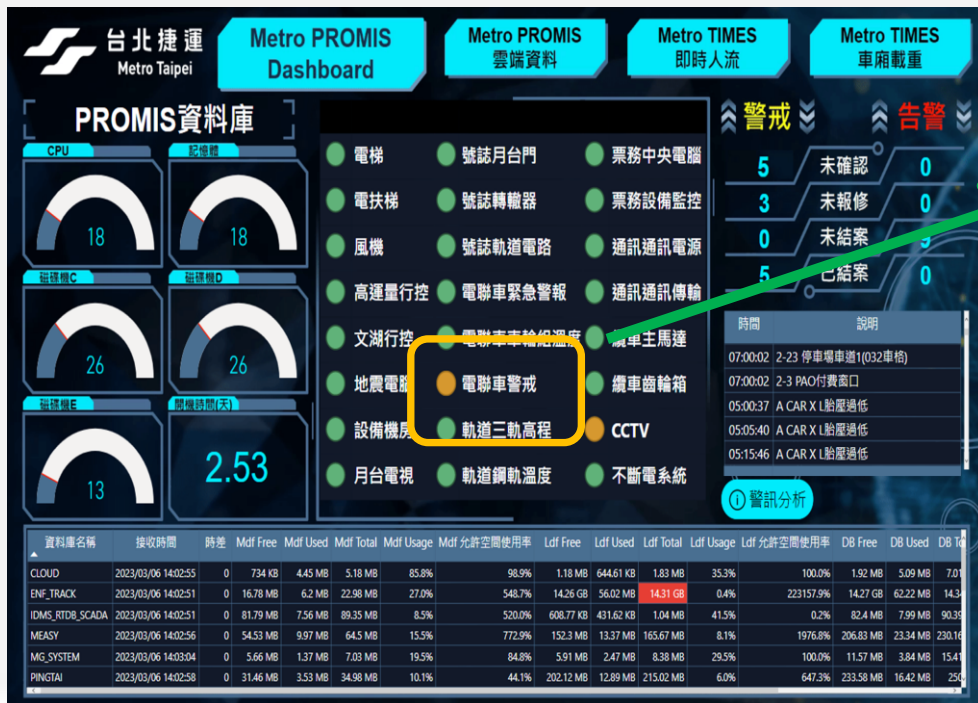 台北捷運
Metro Taipei
Metro PROMIS
Dashboard
Metro PROMIS
雲端資料
Metro TIMES
即時人流
Metro TIMES
車廂載重
PROMIS資料庫
CPU
18
記憶體
18
磁碟機C
26
磁碟機D
26
磁碟機E
13
開機時間(天)
2.53
電梯 號誌月台門 票務中央電腦
電扶梯 號誌轉轍器 票務設備監控
風機 號誌軌道電路 通訊通訊電源
高運量行控 電聯車緊急警報 通訊通訊傳輸
文湖行控 電聯車車輪組溫度 纜車主馬達
地震電腦 電聯車警戒 纜車齒輪箱
設備機房 軌道三軌高程 CCTV
月台電視 軌道鋼軌溫度 不斷電系統
警戒 告警
5 未確認 0
3 未報修 0
0 未結案 9
5 已結案 0
時間 說明
07:00:02 2-23 停車場車道1(032車格)
07:00:02 2-3 PAO付費窗口
05:00:37 A CAR X L胎壓過低
05:05:40 A CAR X L胎壓過低
05:15:46 A CAR X L胎壓過低
警訊分析
資料庫名稱 接收時間 時差 Mdf Free Mdf Used Mdf Total Mdf Usage Mdf 允許空間使用率 Ldf Free Ldf Used Ldf Total Ldf Usage Ldf 允許空間使用率 DB Free DB Used DB To
CLOUD 2023/03/06 14:02:55 0 734 KB 4.45 MB 5.18 MB 85.8% 98.9% 1.18 MB 644.61 KB 1.83 MB 35.3% 100.0% 1.92 MB 5.09 MB 7.01
ENF_TRACK 2023/03/06 14:02:51 0 16.78 MB 6.2 MB 22.98 MB 27.0% 548.7% 14.26 GB 56.02 MB 14.31 GB 0.4% 223157.9% 14.27 GB 62.22 MB 14.3
IDMS_RTDB_SCADA 2023/03/06 14:02:51 0 81.79 MB 7.56 MB 89.35 MB 8.5% 520.0% 608.77 KB 431.62 KB 1.04 MB 41.5% 0.2% 82.4 MB 7.99 MB 90.39
MEASY 2023/03/06 14:02:56 0 54.53 MB 9.97 MB 64.5 MB 15.5% 772.9% 152.3 MB 13.37 MB 165.67 MB 8.1% 1976.8% 206.83 MB 23.34 MB 230.16
MG_SYSTEM 2023/03/06 14:03:04 0 5.66 MB 1.37 MB 7.03 MB 19.5% 84.8% 5.91 MB 2.47 MB 8.38 MB 29.5% 100.0% 11.57 MB 3.84 MB 15.41
PINGTAI 2023/03/06 14:02:58 0 31.46 MB 3.53 MB 34.98 MB 10.1% 44.1% 202.12 MB 12.89 MB 215.02 MB 6.0% 647.3% 233.58 MB 16.42 MB 250